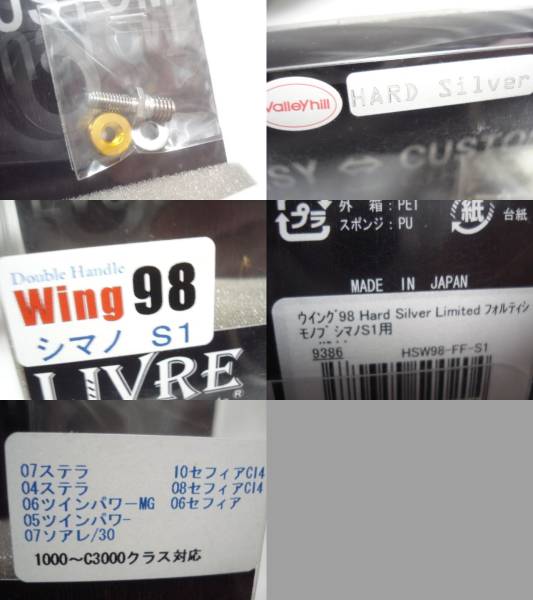 CUSTOM
Valleyhill
HARD Silver
CUSTOM
Double Handle
Wing 98
シマノ S1
LIVRE
プラ
外 箱:PET
スポンジ:PU
紙
台紙
MADE IN JAPAN
ウイング98 Hard Silver Limited フォルティシ
モノブ シマノS1用
9386
HSW98-FF-S1
07ステラ 10セフィアCI4
04ステラ 08セフィアCI4
06ツインパワーMG 06セフィア
05ツインパワー
07ソアレ/30
1000~C3000クラス対応